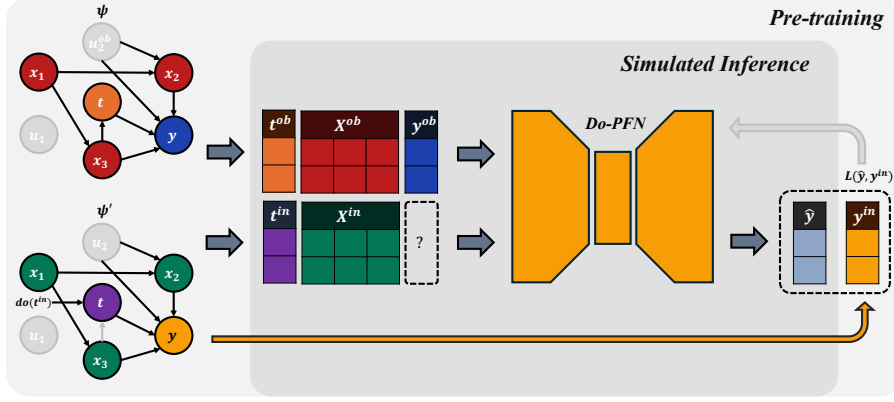 Pre-training
Simulated Inference
ψ
u₂ᵒᵇ
x₁
x₂
t
u₁
y
x₃
tᵒᵇ Xᵒᵇ yᵒᵇ
Do-PFN
L(ŷ, yⁱⁿ)
ψ′
u₂
x₁
x₂
do(tⁱⁿ)
t
u₁
y
x₃
tⁱⁿ Xⁱⁿ
?
ŷ yⁱⁿ